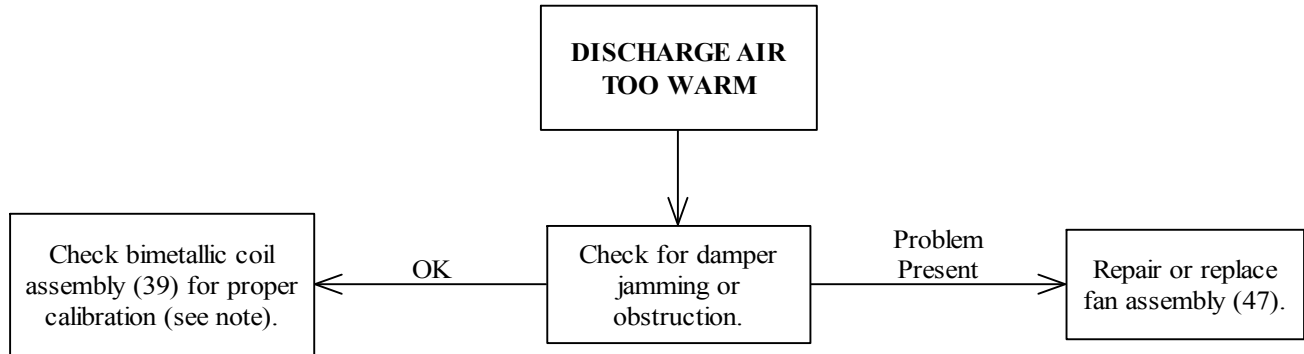 DISCHARGE AIR
TOO WARM
Check bimetallic coil
assembly (39) for proper
calibration (see note).
OK
Check for damper
jamming or
obstruction.
Problem
Present
Repair or replace
fan assembly (47).